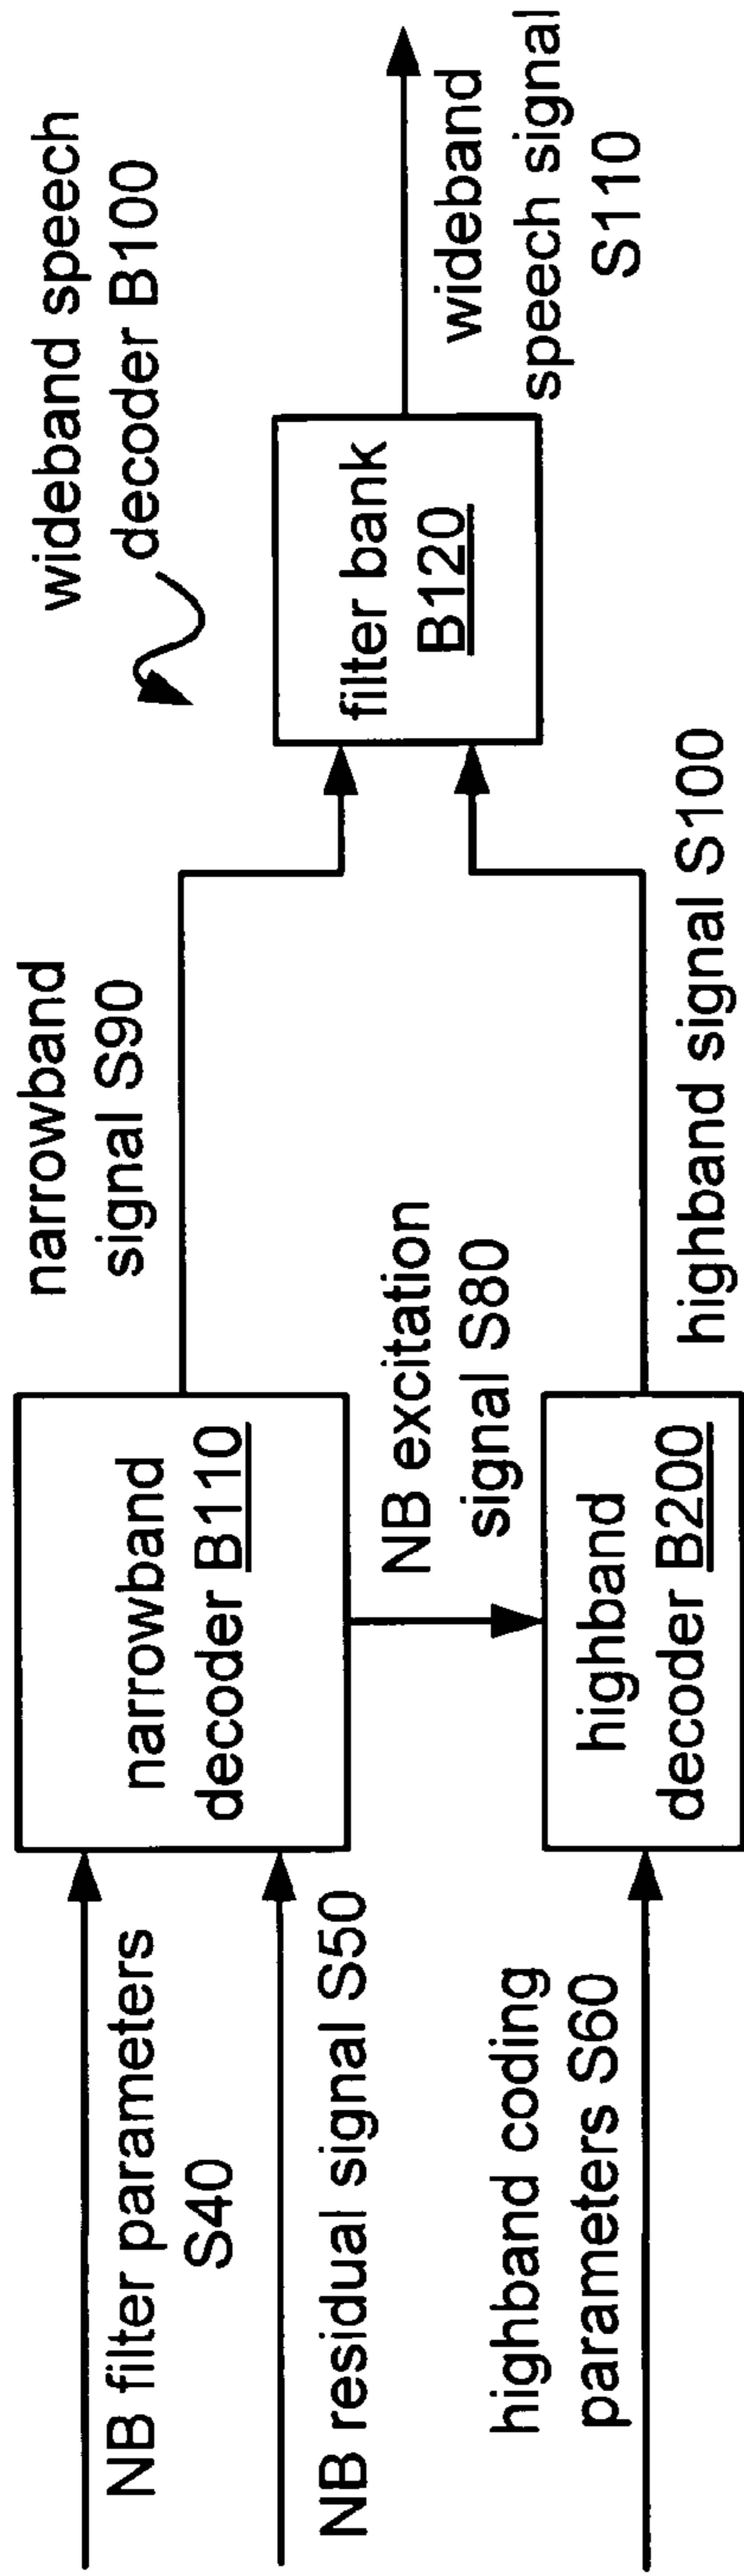 wideband speech
decoder B100
NB filter parameters
S40
NB residual signal S50
highband coding
parameters S60
narrowband
decoder B110
NB excitation
signal S80
highband
decoder B200
narrowband
signal S90
highband signal S100
filter bank
B120
wideband
speech signal
S110